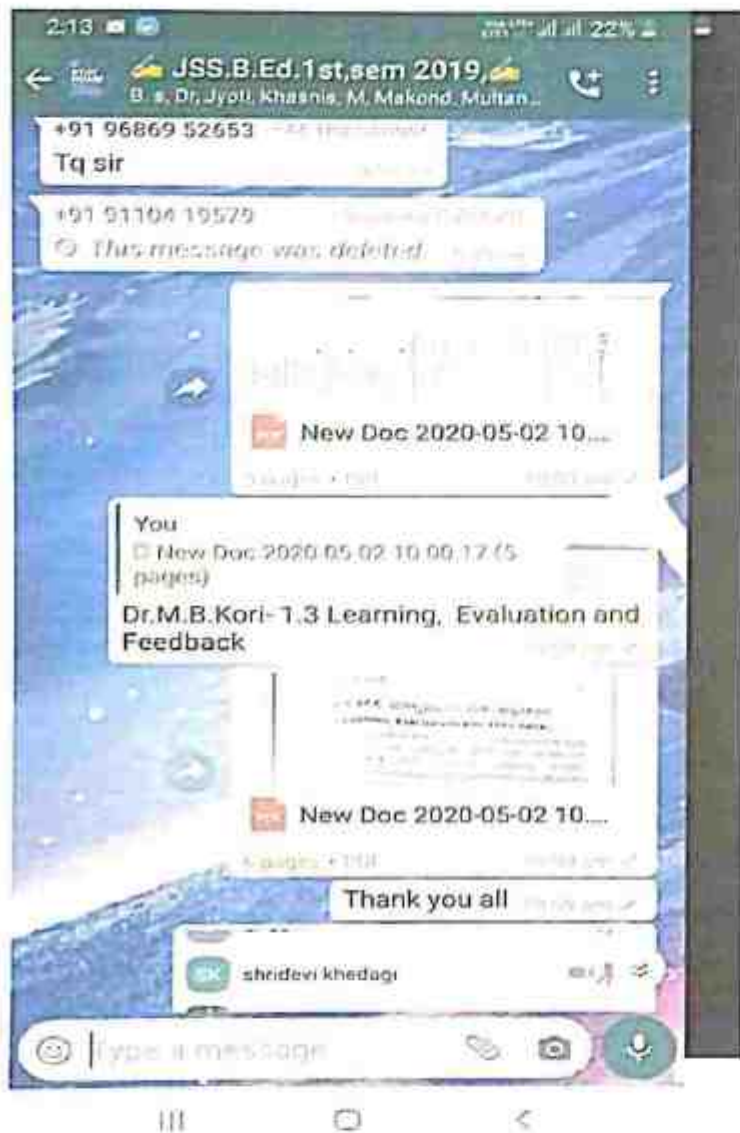 2:13 22%
JSS.B.Ed.1st,sem 2019,
B. s, Dr, Jyoti, Khasnis, M. Makond, Multan...
+91 96869 52653
Tq sir
+91 91104 19579
This message was deleted
New Doc 2020-05-02 10....
You
New Doc 2020-05-02 10.00.17 (5
pages)
Dr.M.B.Kori- 1.3 Learning, Evaluation and
Feedback
New Doc 2020-05-02 10....
Thank you all
SK shridevi khedagi
Type a message